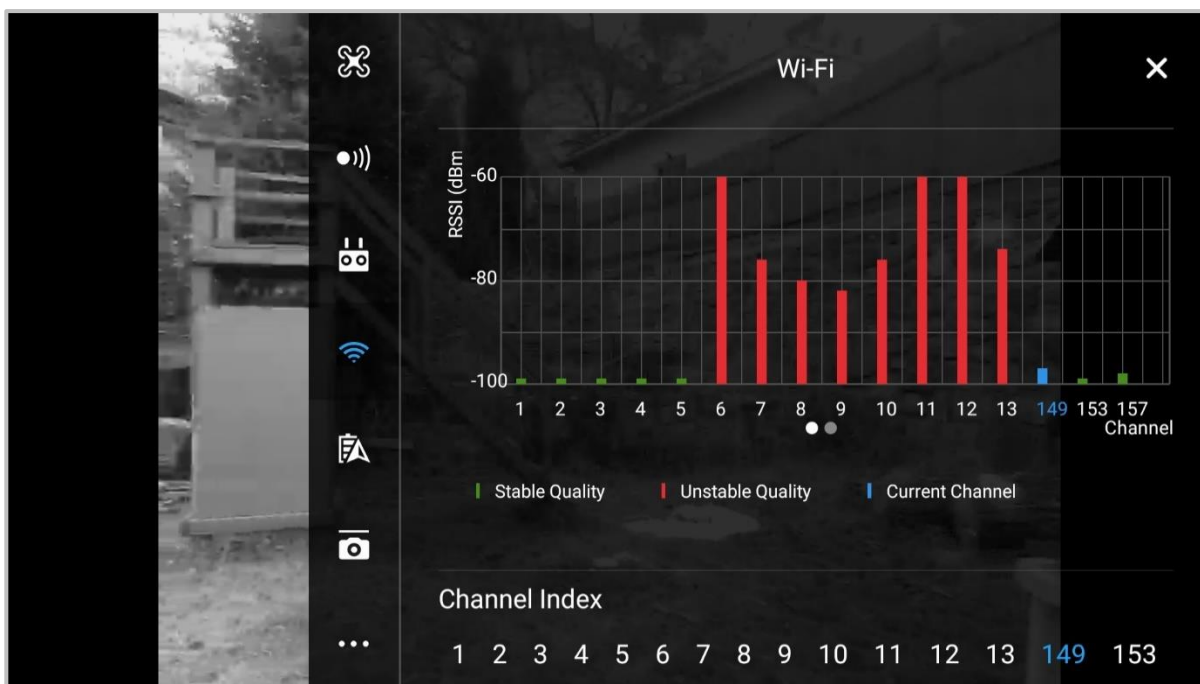 Wi-Fi
RSSI (dBm
-60
-80
-100
1 2 3 4 5 6 7 8 9 10 11 12 13 149 153 157
Channel
Stable Quality Unstable Quality Current Channel
Channel Index
1 2 3 4 5 6 7 8 9 10 11 12 13 149 153